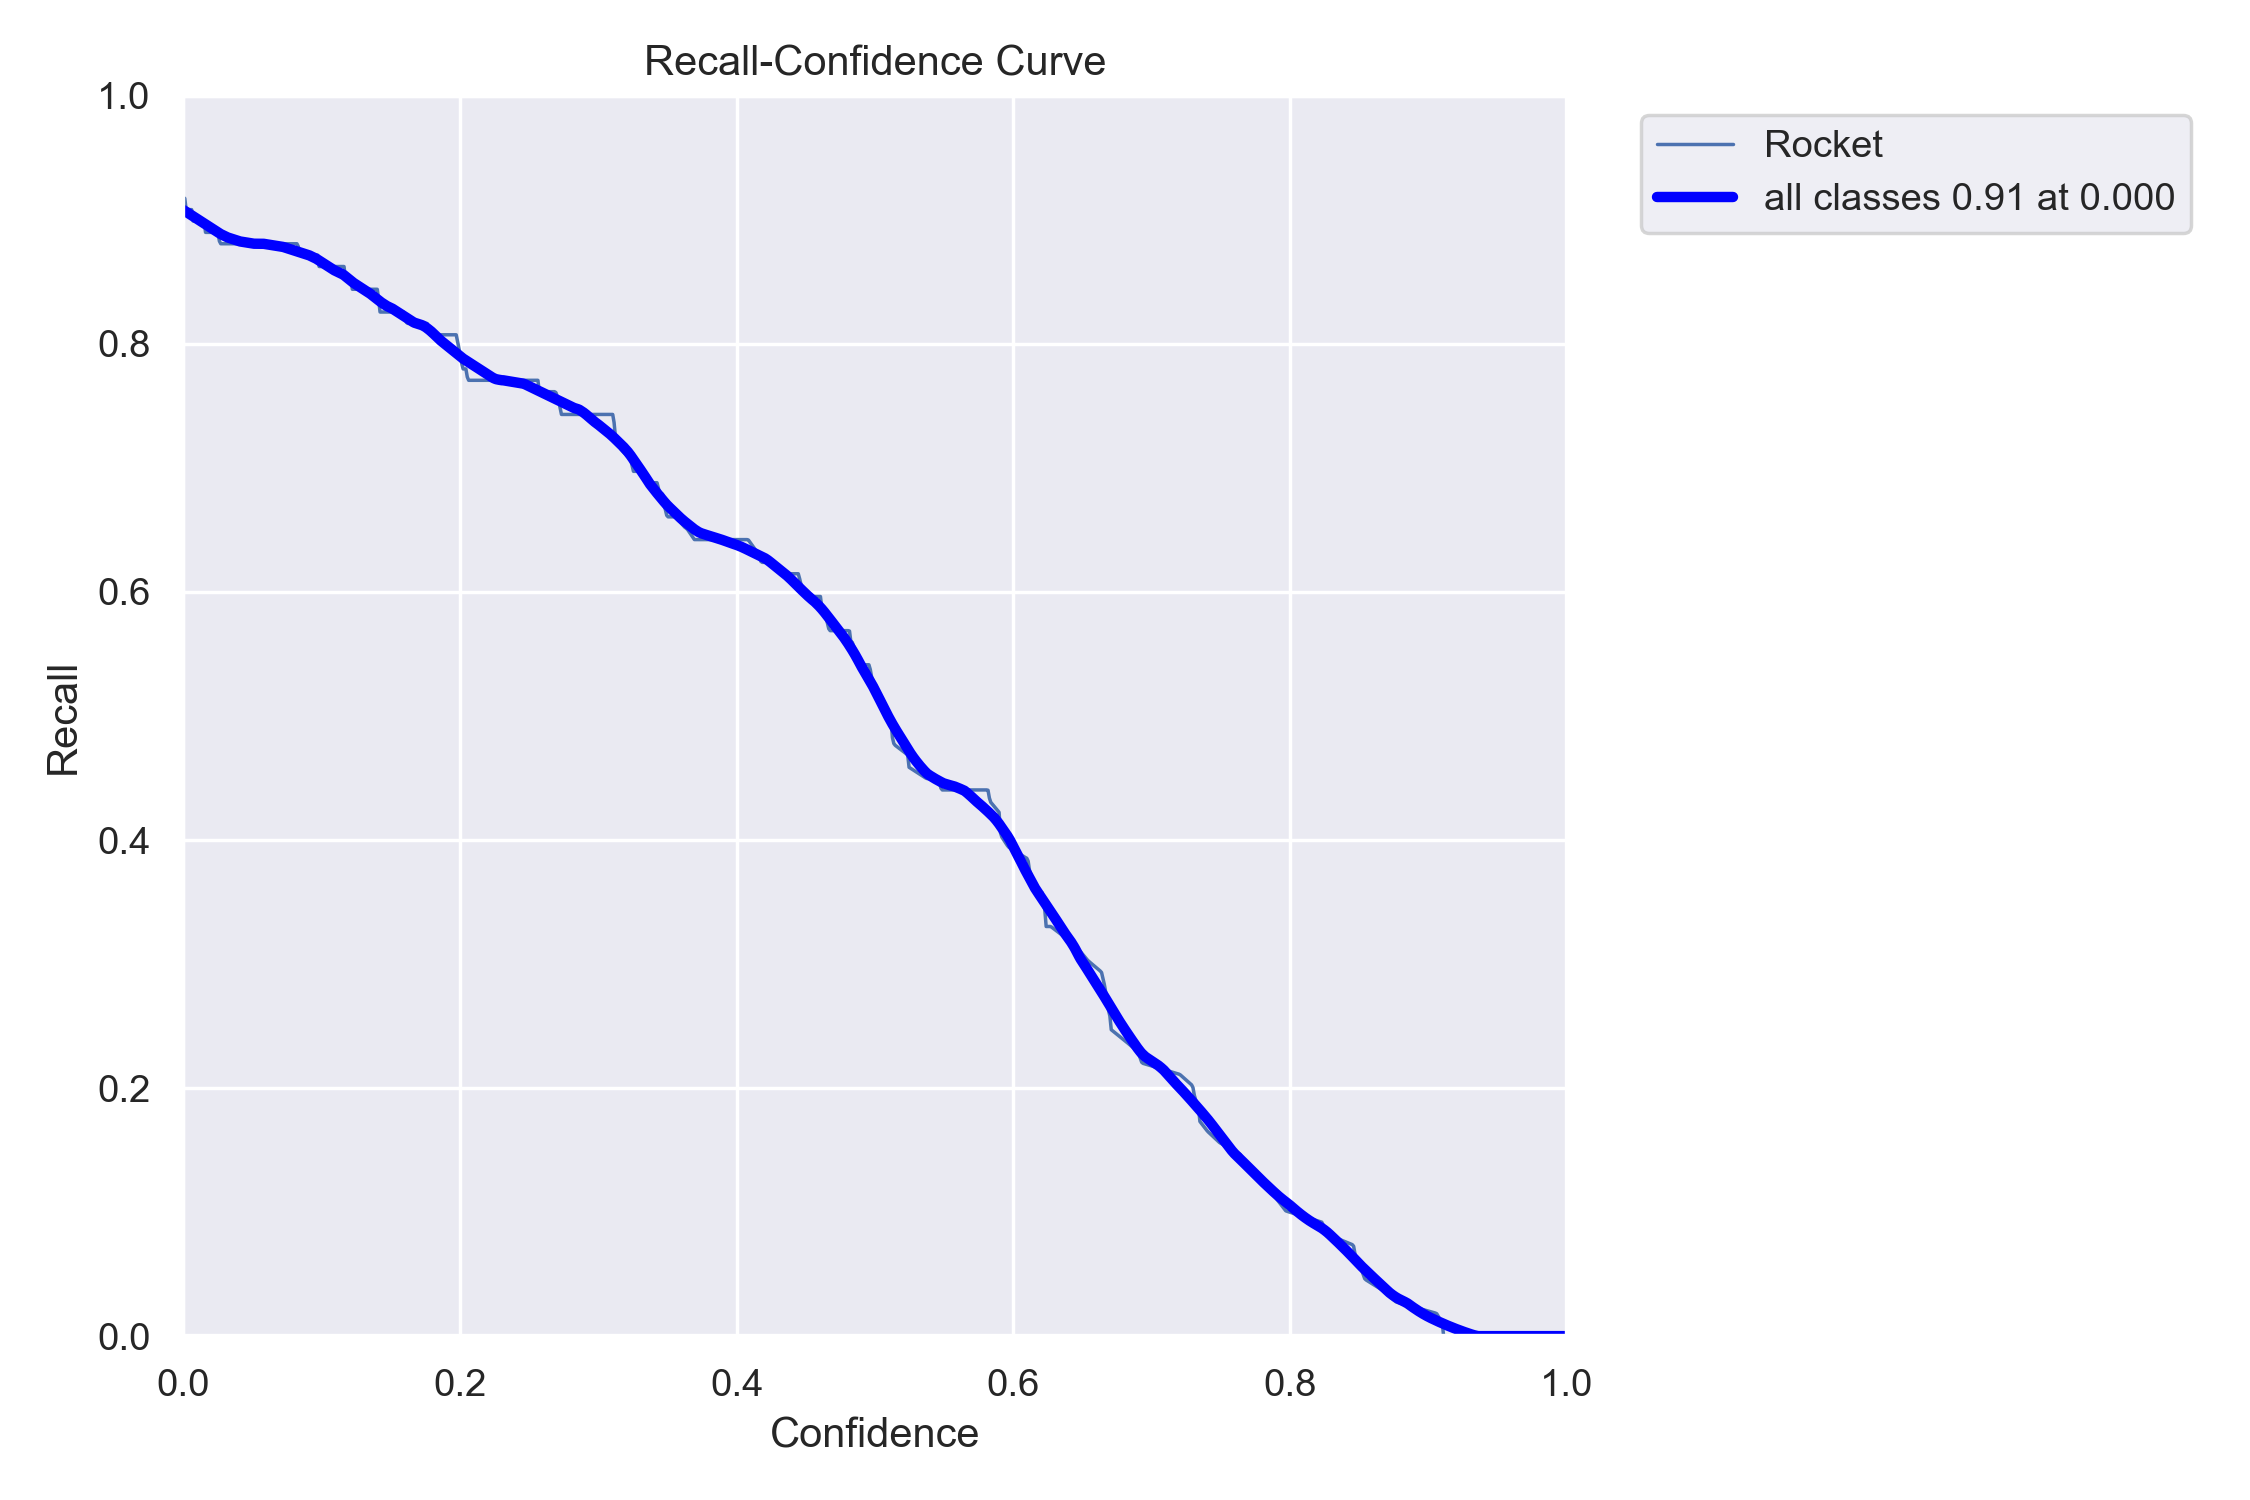 Recall-Confidence Curve
1.0
0.8
0.6
0.4
0.2
0.0
Recall
0.0 0.2 0.4 0.6 0.8 1.0
Confidence
Rocket
all classes 0.91 at 0.000